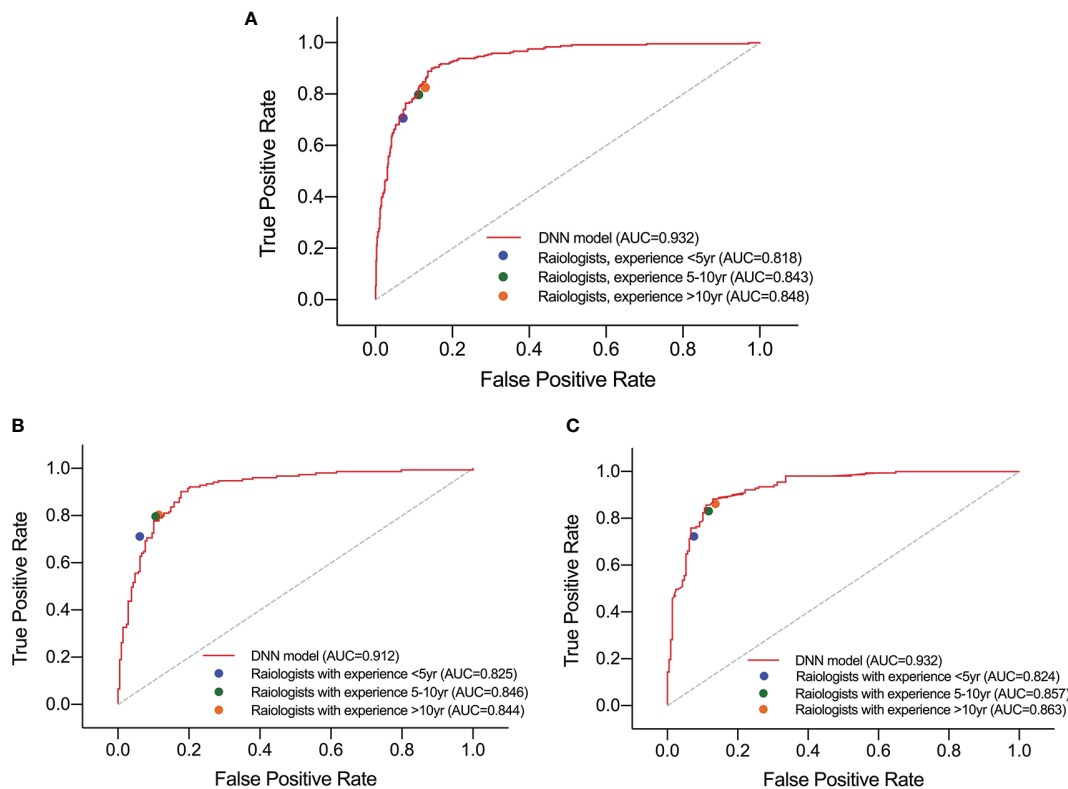 A
True Positive Rate
1.0
0.8
0.6
0.4
0.2
0.0
DNN model (AUC=0.932)
Raiologists, experience <5yr (AUC=0.818)
Raiologists, experience 5-10yr (AUC=0.843)
Raiologists, experience >10yr (AUC=0.848)
0.0 0.2 0.4 0.6 0.8 1.0
False Positive Rate
B
True Positive Rate
1.0
0.8
0.6
0.4
0.2
0.0
DNN model (AUC=0.912)
Raiologists with experience <5yr (AUC=0.825)
Raiologists with experience 5-10yr (AUC=0.846)
Raiologists with experience >10yr (AUC=0.844)
0.0 0.2 0.4 0.6 0.8 1.0
False Positive Rate
C
True Positive Rate
1.0
0.8
0.6
0.4
0.2
0.0
DNN model (AUC=0.932)
Raiologists with experience <5yr (AUC=0.824)
Raiologists with experience 5-10yr (AUC=0.857)
Raiologists with experience >10yr (AUC=0.863)
0.0 0.2 0.4 0.6 0.8 1.0
False Positive Rate